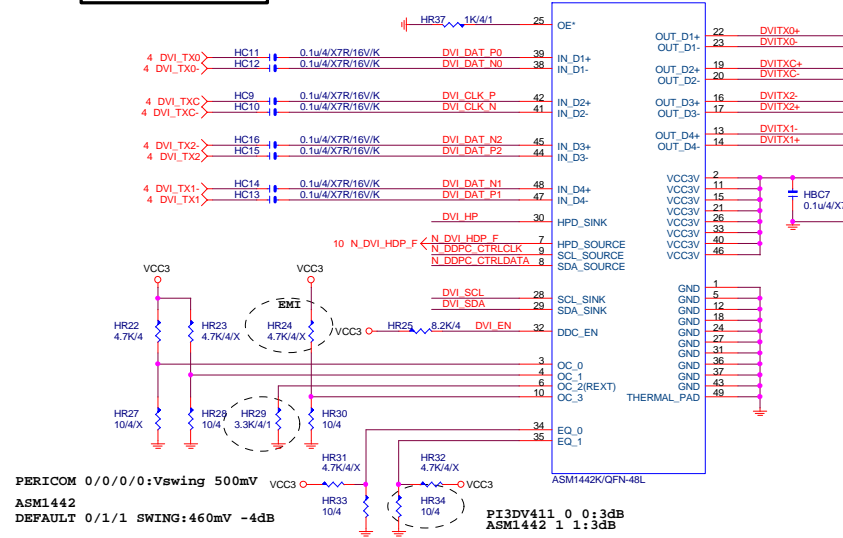 HR37 1K/4/1 25 OE*
4 DVI_TX0 HC11 0.1u/4/X7R/16V/K DVI_DAT_P0 39 IN_D1+
4 DVI_TX0- HC12 0.1u/4/X7R/16V/K DVI_DAT_N0 38 IN_D1-
4 DVI_TXC HC9 0.1u/4/X7R/16V/K DVI_CLK_P 42 IN_D2+
4 DVI_TXC- HC10 0.1u/4/X7R/16V/K DVI_CLK_N 41 IN_D2-
4 DVI_TX2- HC16 0.1u/4/X7R/16V/K DVI_DAT_N2 45 IN_D3+
4 DVI_TX2 HC15 0.1u/4/X7R/16V/K DVI_DAT_P2 44 IN_D3-
4 DVI_TX1- HC14 0.1u/4/X7R/16V/K DVI_DAT_N1 48 IN_D4+
4 DVI_TX1 HC13 0.1u/4/X7R/16V/K DVI_DAT_P1 47 IN_D4-
DVI_HP 30 HPD_SINK
10 N_DVI_HDP_F N_DVI_HDP_F 7 HPD_SOURCE
N_DDPC_CTRLCLK 9 SCL_SOURCE
N_DDPC_CTRLDATA 8 SDA_SOURCE
DVI_SCL 28 SCL_SINK
DVI_SDA 29 SDA_SINK
VCC3 HR25 8.2K/4 DVI_EN 32 DDC_EN
3 OC_0
4 OC_1
6 OC_2(REXT)
10 OC_3
34 EQ_0
35 EQ_1
OUT_D1+ 22 DVITX0+
OUT_D1- 23 DVITX0-
OUT_D2+ 19 DVITXC+
OUT_D2- 20 DVITXC-
OUT_D3+ 16 DVITX2-
OUT_D3- 17 DVITX2+
OUT_D4+ 13 DVITX1-
OUT_D4- 14 DVITX1+
VCC3V 2
VCC3V 11
VCC3V 15
VCC3V 21
VCC3V 26
VCC3V 33
VCC3V 40
VCC3V 46
HBC7
0.1u/4/X7
GND 1
GND 5
GND 12
GND 18
GND 24
GND 27
GND 31
GND 36
GND 37
GND 43
THERMAL_PAD 49
ASM1442K/QFN-48L
VCC3
VCC3
EMI
HR22
4.7K/4
HR23
4.7K/4/X
HR24
4.7K/4/X
HR27
10/4/X
HR28
10/4
HR29
3.3K/4/1
HR30
10/4
HR31
4.7K/4/X
HR32
4.7K/4/X
VCC3
VCC3
HR33
10/4
HR34
10/4
PERICOM 0/0/0/0:Vswing 500mV
ASM1442
DEFAULT 0/1/1 SWING:460mV -4dB
PI3DV411 0 0:3dB
ASM1442 1 1:3dB